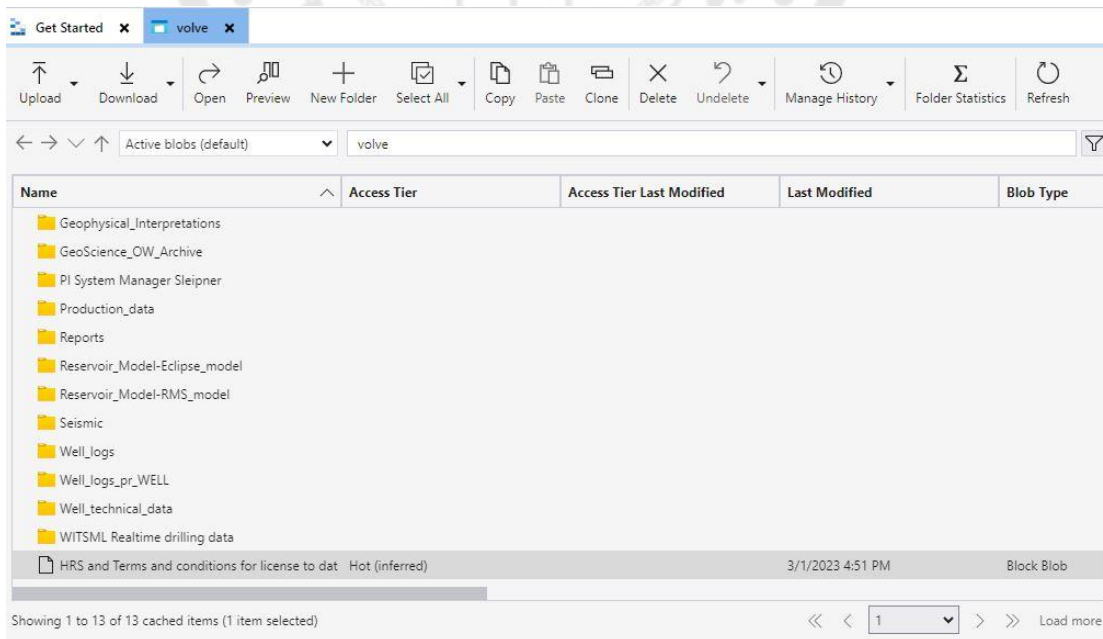 Get Started volve
Upload Download Open Preview New Folder Select All Copy Paste Clone Delete Undelete Manage History Folder Statistics Refresh
Active blobs (default) volve
Name Access Tier Access Tier Last Modified Last Modified Blob Type
Geophysical_Interpretations
GeoScience_OW_Archive
PI System Manager Sleipner
Production_data
Reports
Reservoir_Model-Eclipse_model
Reservoir_Model-RMS_model
Seismic
Well_logs
Well_logs_pr_WELL
Well_technical_data
WITSML Realtime drilling data
HRS and Terms and conditions for license to dat Hot (inferred) 3/1/2023 4:51 PM Block Blob
Showing 1 to 13 of 13 cached items (1 item selected) 1 Load more